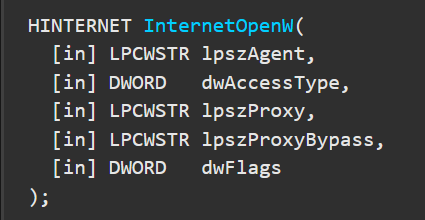 HINTERNET InternetOpenW(
  [in] LPCWSTR lpszAgent,
  [in] DWORD   dwAccessType,
  [in] LPCWSTR lpszProxy,
  [in] LPCWSTR lpszProxyBypass,
  [in] DWORD   dwFlags
);